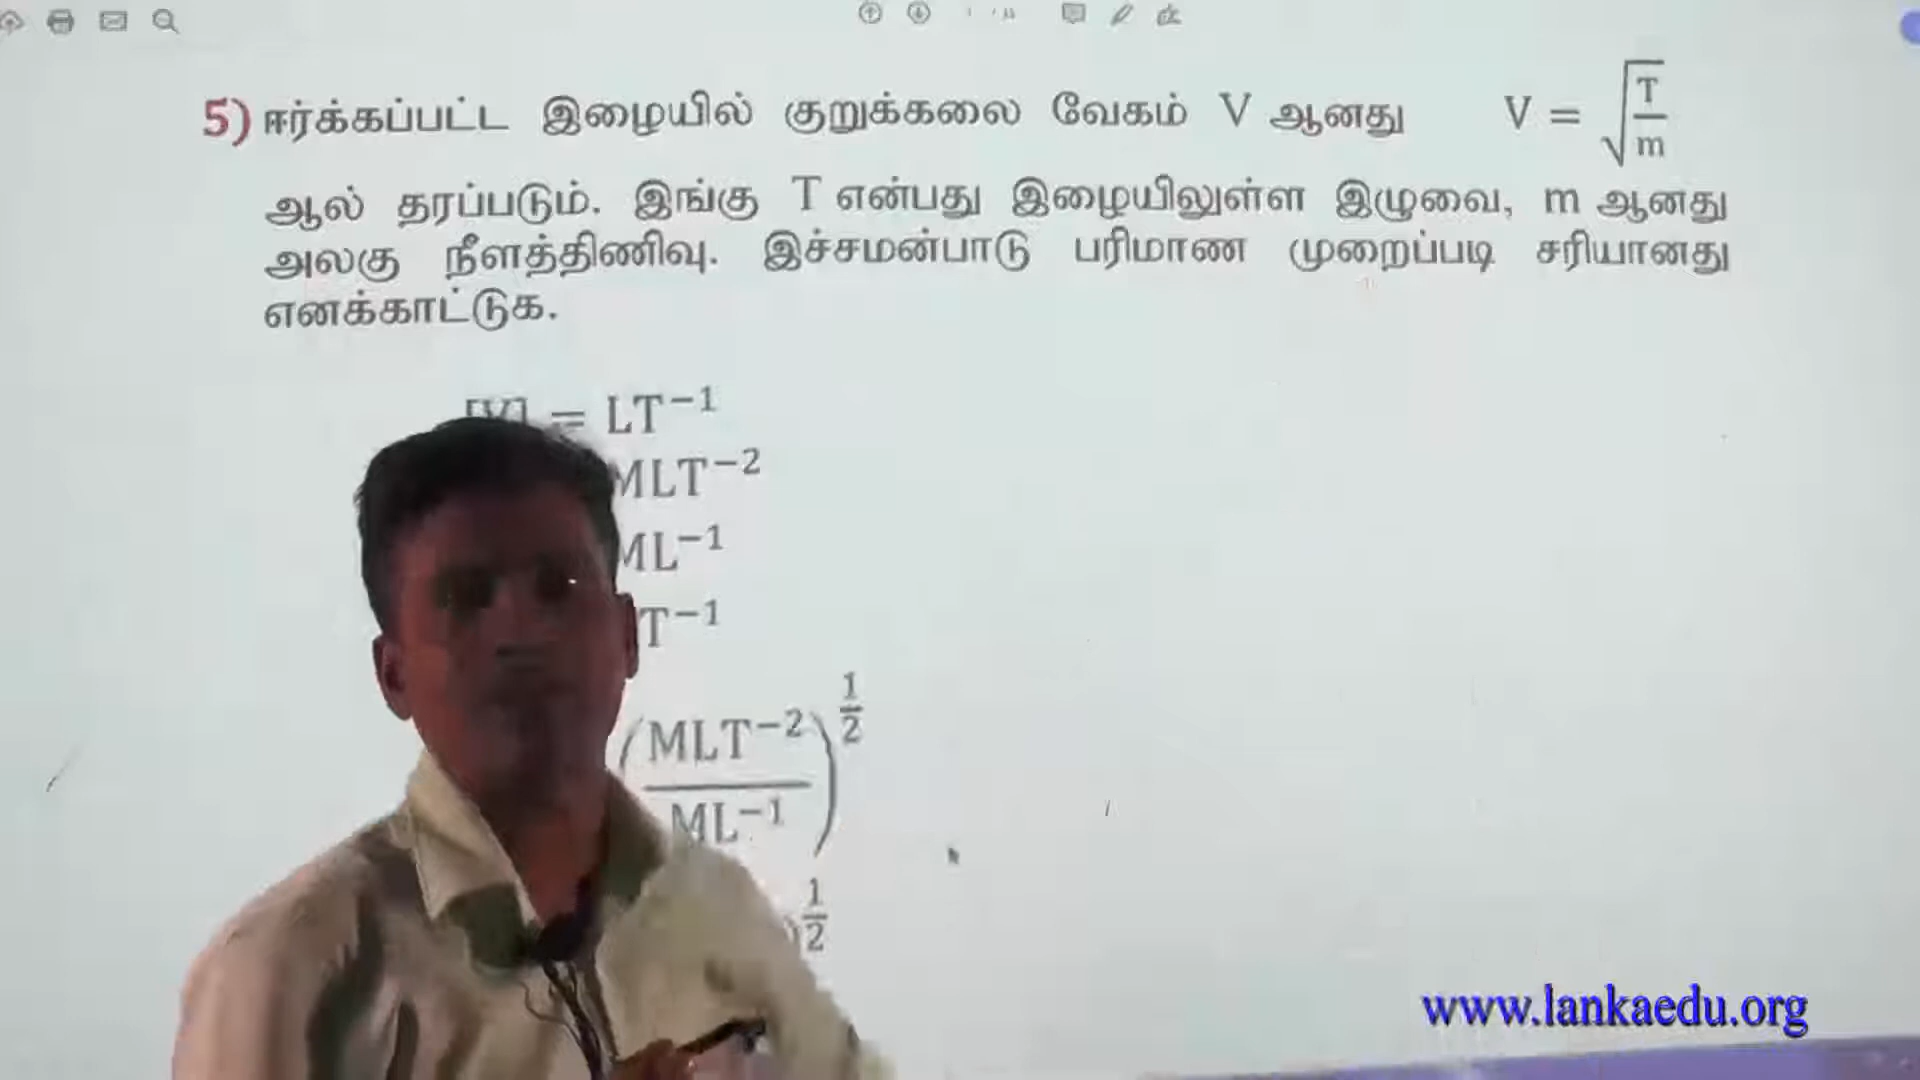 5) ஈர்க்கப்பட்ட இழையில் குறுக்கலை வேகம் V ஆனது V = √(T/m)
ஆல் தரப்படும். இங்கு T என்பது இழையிலுள்ள இழுவை, m ஆனது
அலகு நீளத்திணிவு. இச்சமன்பாடு பரிமாண முறைப்படி சரியானது
எனக்காட்டுக.
[V] = LT⁻¹
MLT⁻²
ML⁻¹
T⁻¹
(MLT⁻²/ML⁻¹)^(1/2)
)^(1/2)
www.lankaedu.org